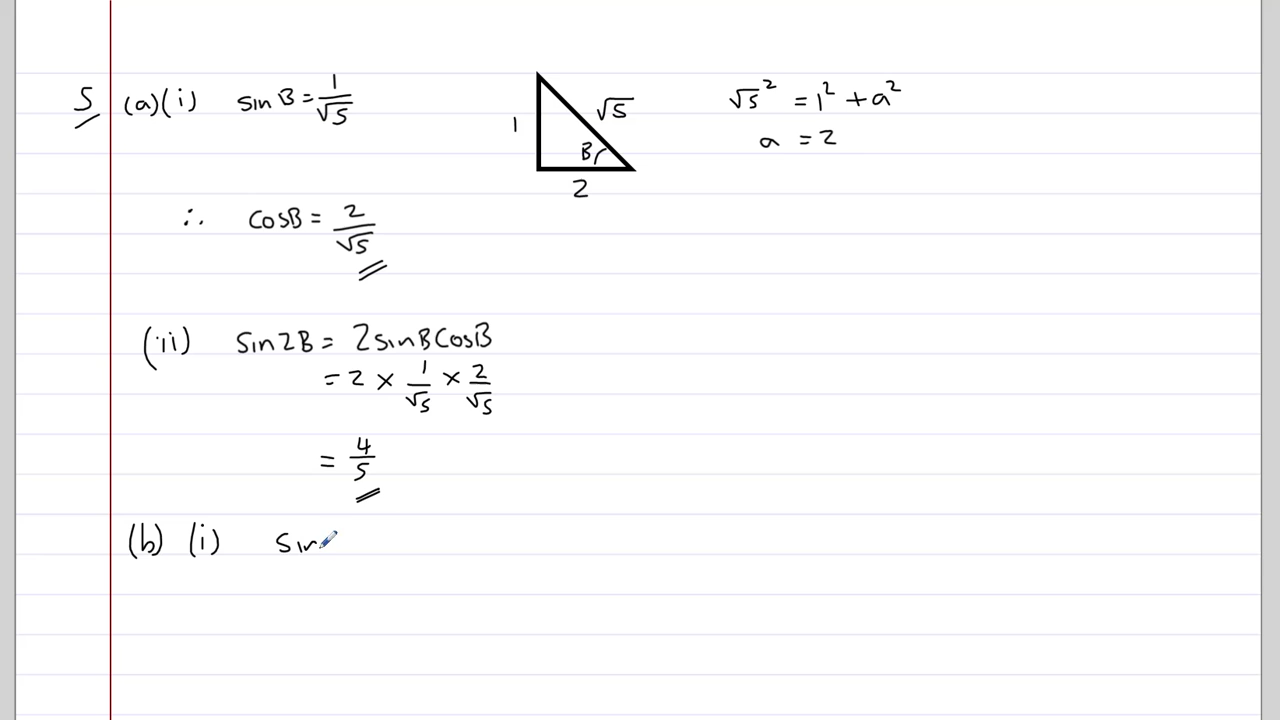 5 (a)(i) sin B = 1/√5
1 √5 B 2
√5² = 1² + a²
a = 2
∴ cosB = 2/√5
(ii) sin2B = 2sinBcosB
= 2 × 1/√5 × 2/√5
= 4/5
(b) (i) sin